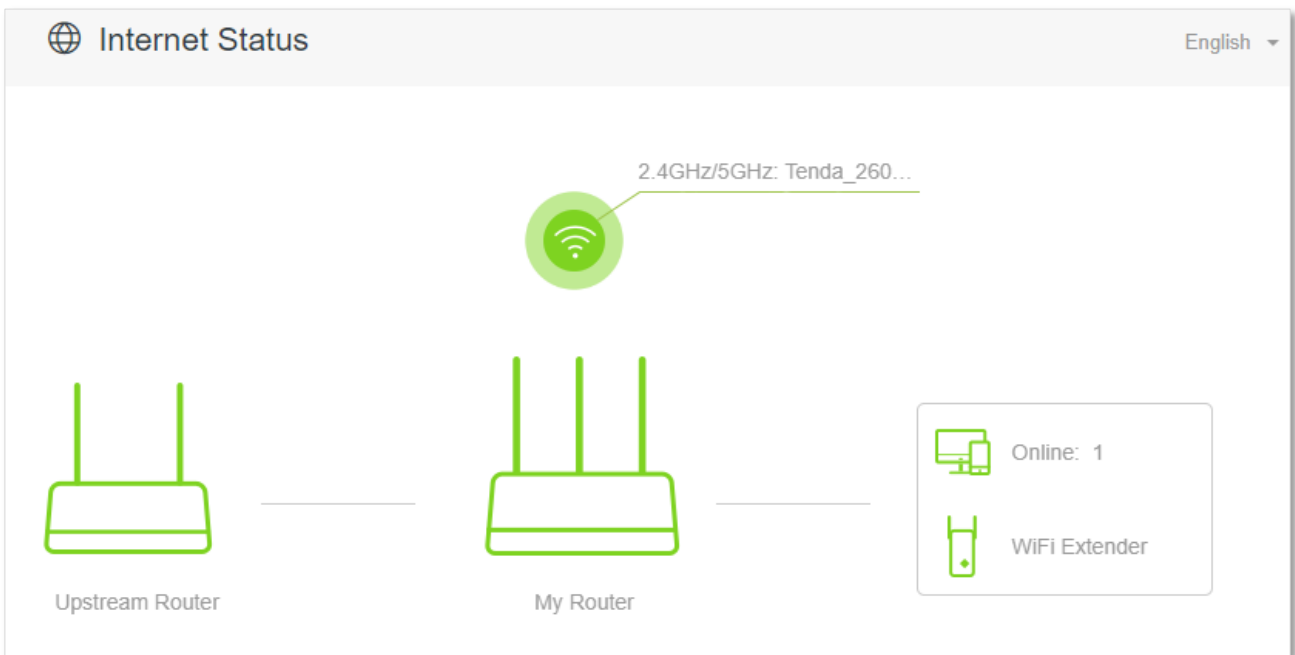 Internet Status
English
2.4GHz/5GHz: Tenda_260...
Online: 1
WiFi Extender
Upstream Router
My Router